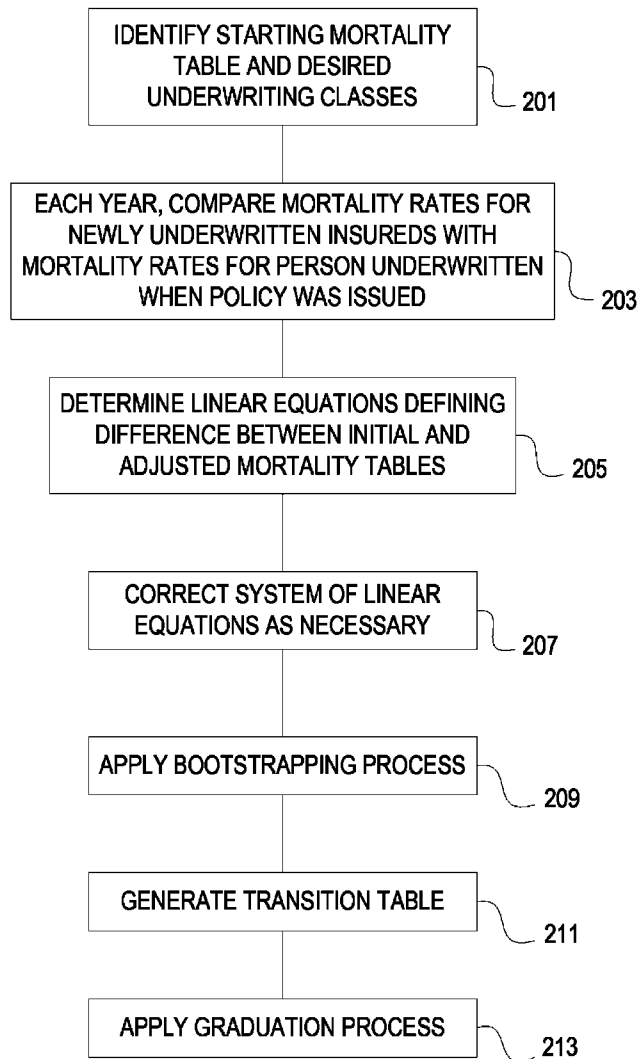 IDENTIFY STARTING MORTALITY
TABLE AND DESIRED
UNDERWRITING CLASSES
201
EACH YEAR, COMPARE MORTALITY RATES FOR
NEWLY UNDERWRITTEN INSUREDS WITH
MORTALITY RATES FOR PERSON UNDERWRITTEN
WHEN POLICY WAS ISSUED
203
DETERMINE LINEAR EQUATIONS DEFINING
DIFFERENCE BETWEEN INITIAL AND
ADJUSTED MORTALITY TABLES
205
CORRECT SYSTEM OF LINEAR
EQUATIONS AS NECESSARY
207
APPLY BOOTSTRAPPING PROCESS
209
GENERATE TRANSITION TABLE
211
APPLY GRADUATION PROCESS
213